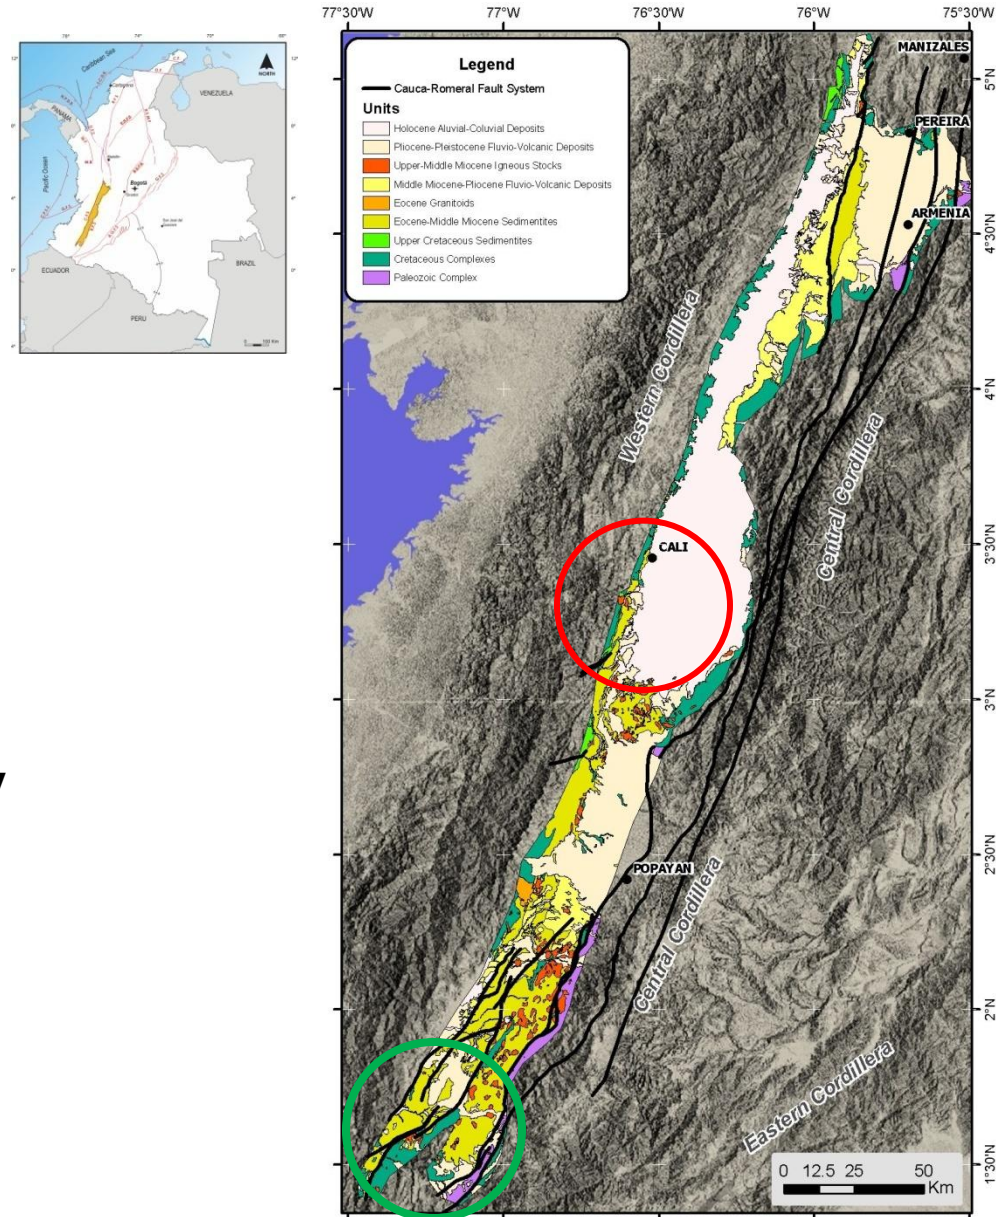 77°30'W
77°W
76°30'W
76°W
75°30'W
Legend
Cauca-Romeral Fault System
Units
Holocene Aluvial-Coluvial Deposits
Pliocene-Pleistocene Fluvio-Volcanic Deposits
Upper-Middle Miocene Igneous Stocks
Middle Miocene-Pliocene Fluvio-Volcanic Deposits
Eocene Granitoids
Eocene-Middle Miocene Sedimentites
Upper Cretaceous Sedimentites
Cretaceous Complexes
Paleozoic Complex
Caribbean Sea
NORTH
PANAMA
VENEZUELA
Pacific Ocean
Bogotá
ECUADOR
BRAZIL
PERU
MANIZALES
5°N
PEREIRA
ARMENIA
4°30'N
Western Cordillera
4°N
Central Cordillera
CALI
3°30'N
3°N
2°30'N
POPAYAN
Central Cordillera
2°N
Eastern Cordillera
1°30'N
0 12.5 25 50
Km